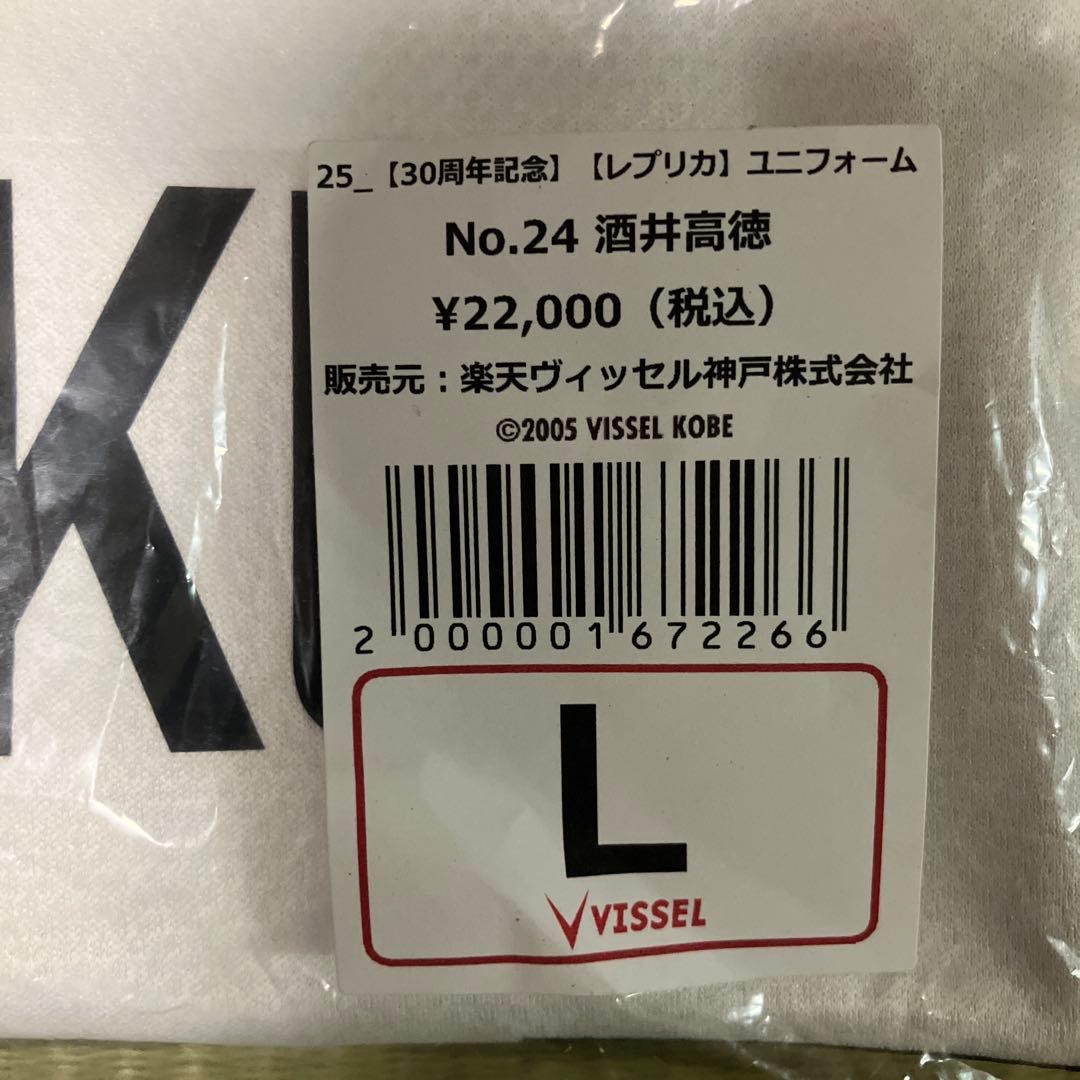 KU
25_【30周年記念】【レプリカ】ユニフォーム
No.24 酒井高徳
¥22,000（税込）
販売元：楽天ヴィッセル神戸株式会社
©2005 VISSEL KOBE
2 000001 672266
L
VISSEL